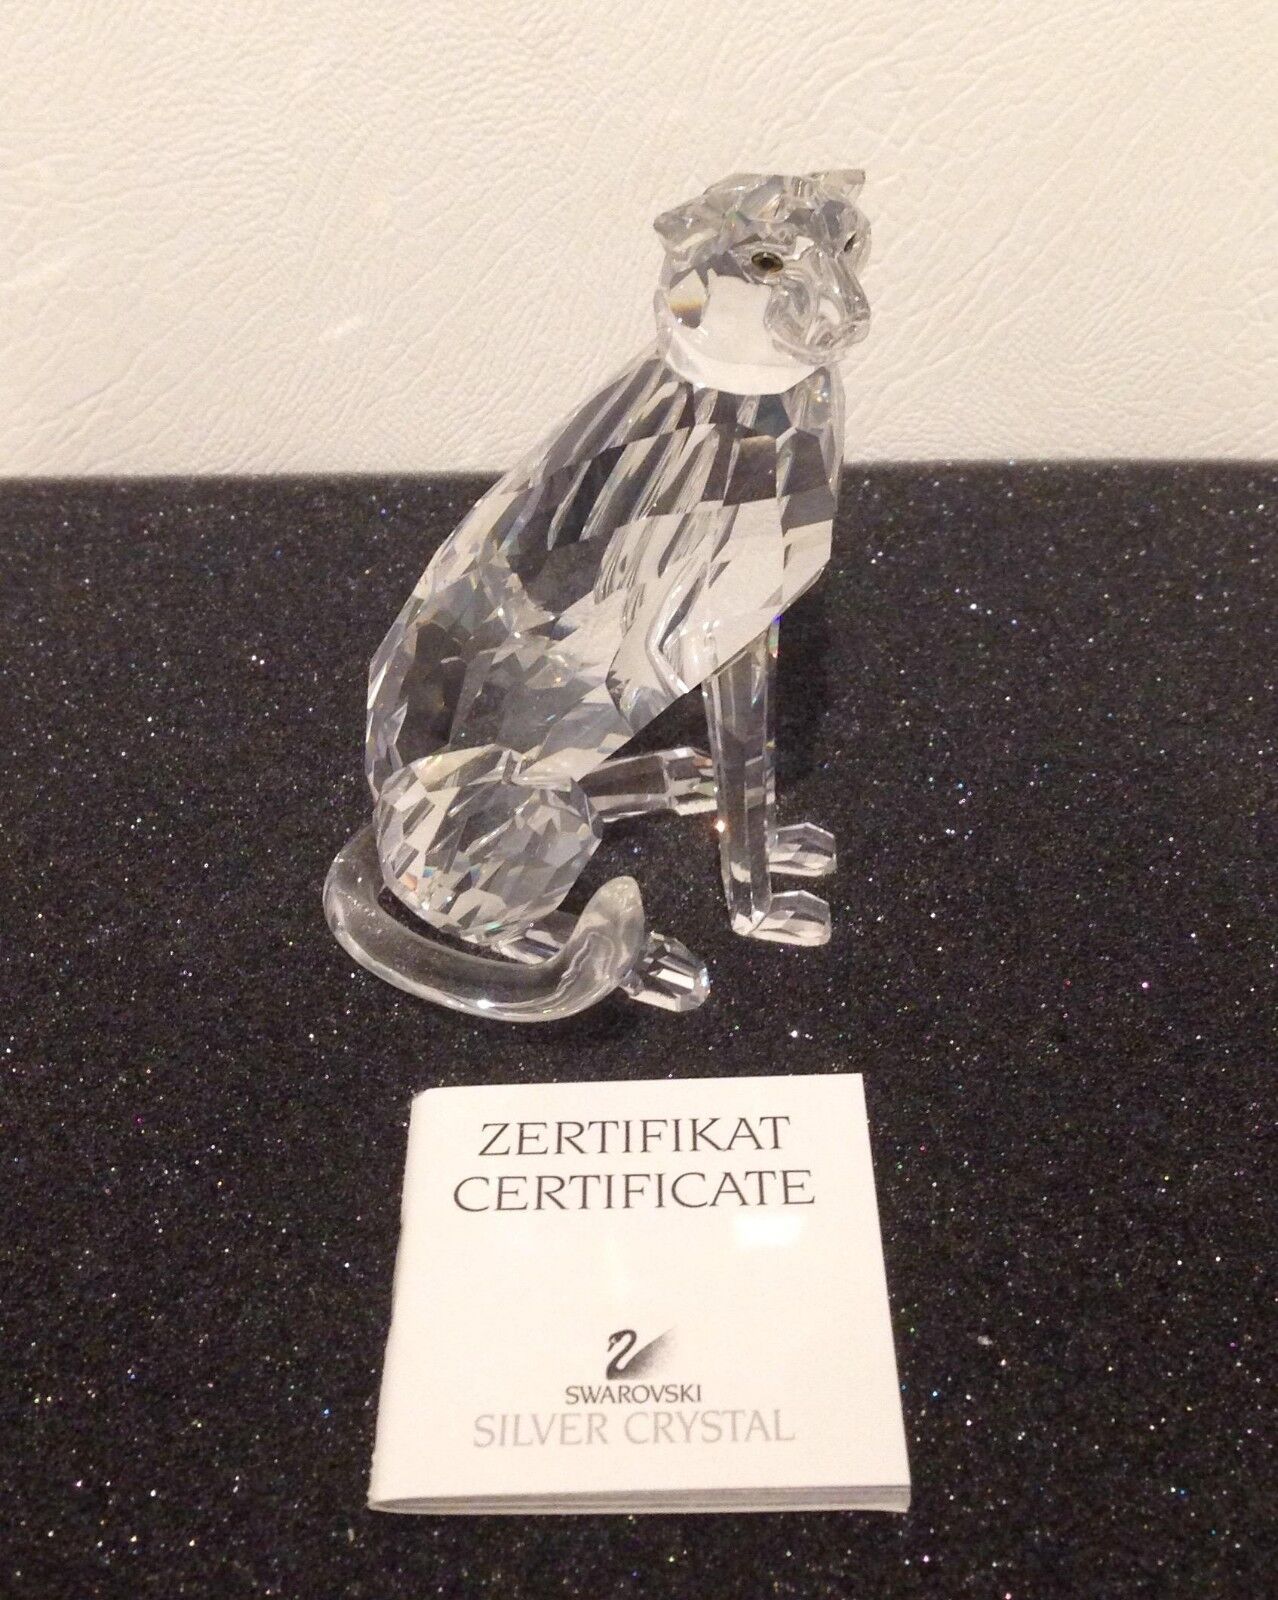 ZERTIFIKAT
CERTIFICATE
SWAROVSKI
SILVER CRYSTAL